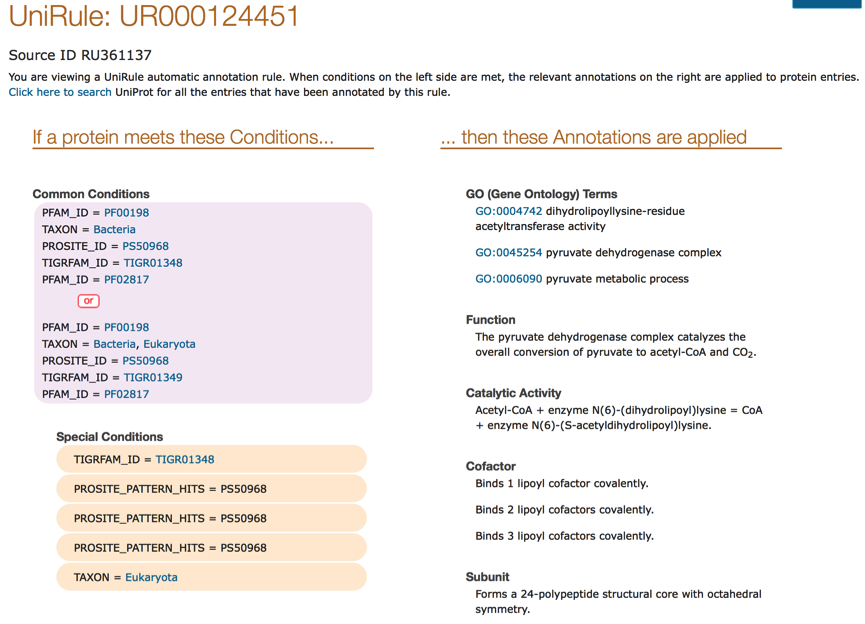 UniRule: UR000124451
Source ID RU361137
You are viewing a UniRule automatic annotation rule. When conditions on the left side are met, the relevant annotations on the right are applied to protein entries.
Click here to search UniProt for all the entries that have been annotated by this rule.
If a protein meets these Conditions...
Common Conditions
PFAM_ID = PF00198
TAXON = Bacteria
PROSITE_ID = PS50968
TIGRFAM_ID = TIGR01348
PFAM_ID = PF02817
or
PFAM_ID = PF00198
TAXON = Bacteria, Eukaryota
PROSITE_ID = PS50968
TIGRFAM_ID = TIGR01349
PFAM_ID = PF02817
Special Conditions
TIGRFAM_ID = TIGR01348
PROSITE_PATTERN_HITS = PS50968
PROSITE_PATTERN_HITS = PS50968
PROSITE_PATTERN_HITS = PS50968
TAXON = Eukaryota
... then these Annotations are applied
GO (Gene Ontology) Terms
GO:0004742 dihydrolipoyllysine-residue
acetyltransferase activity
GO:0045254 pyruvate dehydrogenase complex
GO:0006090 pyruvate metabolic process
Function
The pyruvate dehydrogenase complex catalyzes the
overall conversion of pyruvate to acetyl-CoA and CO₂.
Catalytic Activity
Acetyl-CoA + enzyme N(6)-(dihydrolipoyl)lysine = CoA
+ enzyme N(6)-(S-acetyldihydrolipoyl)lysine.
Cofactor
Binds 1 lipoyl cofactor covalently.
Binds 2 lipoyl cofactors covalently.
Binds 3 lipoyl cofactors covalently.
Subunit
Forms a 24-polypeptide structural core with octahedral
symmetry.